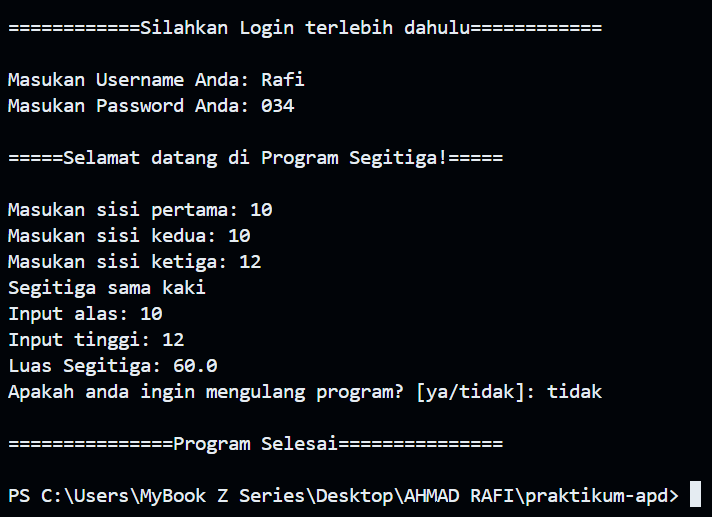 ============Silahkan Login terlebih dahulu============
Masukan Username Anda: Rafi
Masukan Password Anda: 034
=====Selamat datang di Program Segitiga!=====
Masukan sisi pertama: 10
Masukan sisi kedua: 10
Masukan sisi ketiga: 12
Segitiga sama kaki
Input alas: 10
Input tinggi: 12
Luas Segitiga: 60.0
Apakah anda ingin mengulang program? [ya/tidak]: tidak
===============Program Selesai===============
PS C:\Users\MyBook Z Series\Desktop\AHMAD RAFI\praktikum-apd>